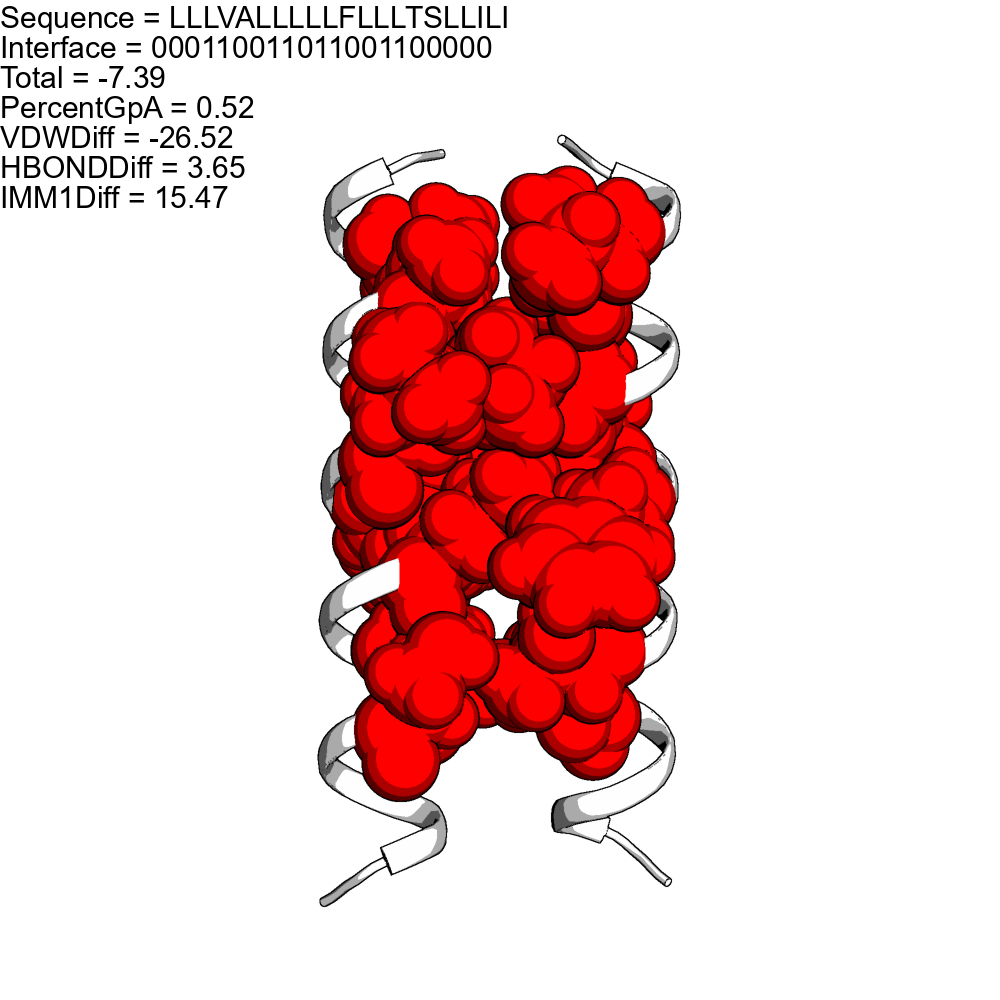 Sequence = LLLVALLLLLFLLLTSLLILI
Interface = 000110011011001100000
Total = -7.39
PercentGpA = 0.52
VDWDiff = -26.52
HBONDDiff = 3.65
IMM1Diff = 15.47